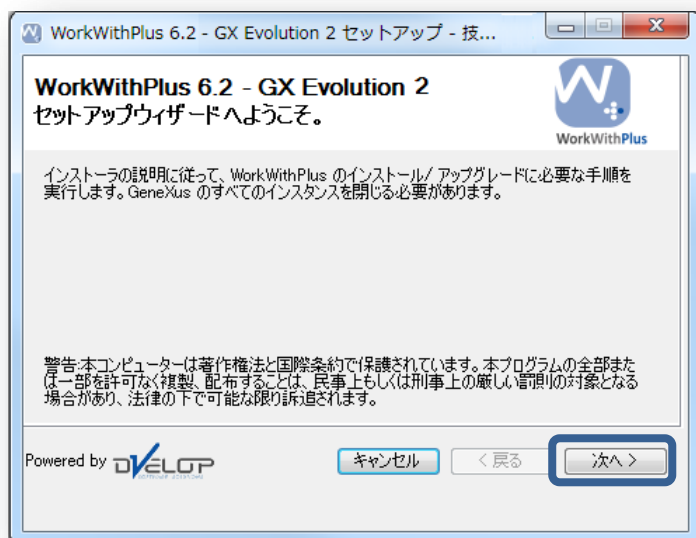 WorkWithPlus 6.2 - GX Evolution 2 セットアップ - 技...
WorkWithPlus 6.2 - GX Evolution 2
セットアップウィザードへようこそ。
WorkWithPlus
インストーラの説明に従って、WorkWithPlus のインストール/アップグレードに必要な手順を
実行します。GeneXus のすべてのインスタンスを閉じる必要があります。
警告:本コンピューターは著作権法と国際条約で保護されています。本プログラムの全部また
は一部を許可なく複製、配布することは、民事上もしくは刑事上の厳しい罰則の対象となる
場合があり、法律の下で可能な限り訴追されます。
Powered by DVELOP
キャンセル
< 戻る
次へ >